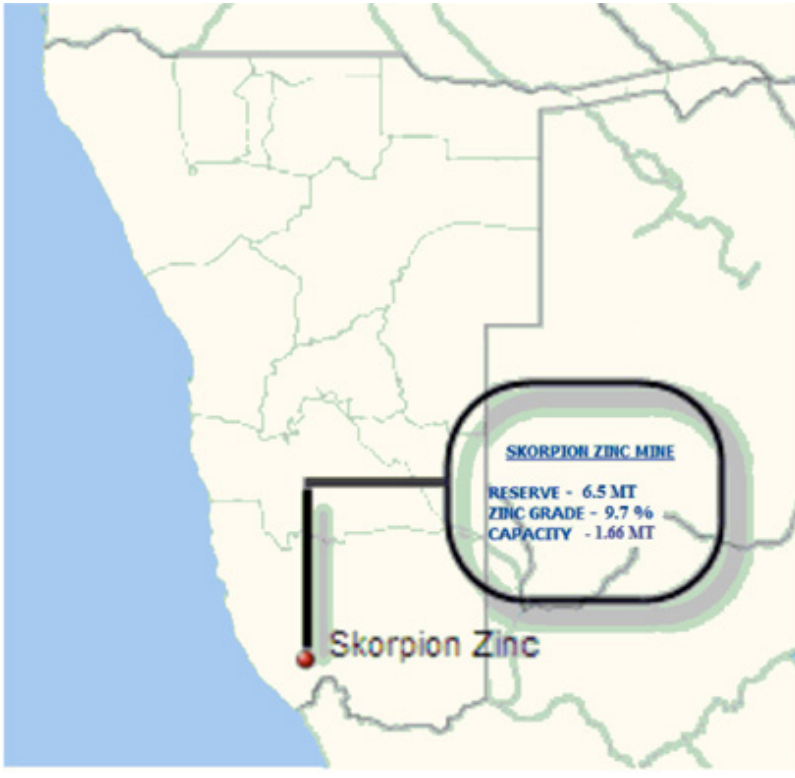 SKORPION ZINC MINE
RESERVE - 6.5 MT
ZINC GRADE - 9.7 %
CAPACITY - 1.66 MT
Skorpion Zinc